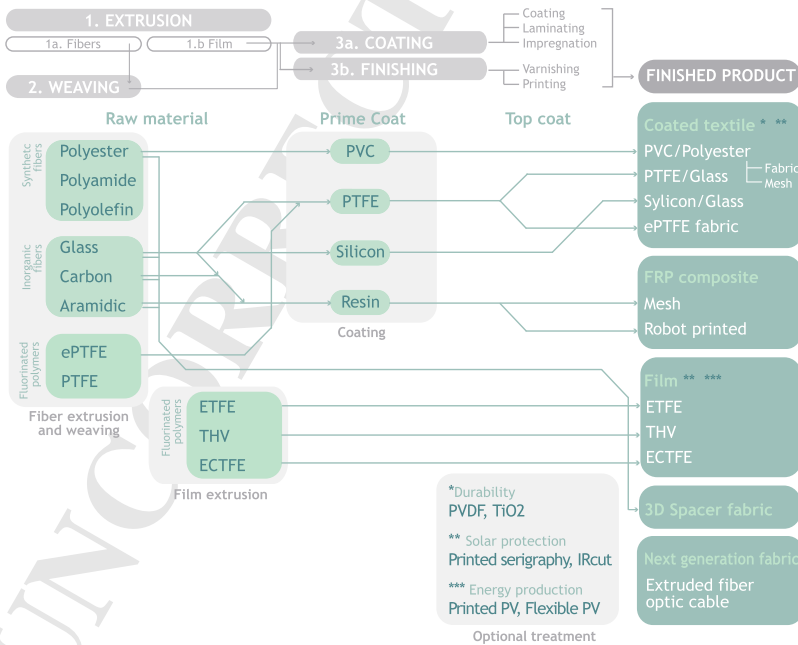 1. EXTRUSION
1a. Fibers
1.b Film
2. WEAVING
3a. COATING
3b. FINISHING
Coating
Laminating
Impregnation
Varnishing
Printing
FINISHED PRODUCT
Raw material
Prime Coat
Top coat
Synthetc
fibers
Polyester
Polyamide
Polyolefin
Inorganic
fibers
Glass
Carbon
Aramidic
Fluorinated
polymers
ePTFE
PTFE
Fiber extrusion
and weaving
Fluorinated
polymers
ETFE
THV
ECTFE
Film extrusion
PVC
PTFE
Silicon
Resin
Coating
Coated textile * **
PVC/Polyester
PTFE/Glass
Fabric
Mesh
Sylicon/Glass
ePTFE fabric
FRP composite
Mesh
Robot printed
Film ** ***
ETFE
THV
ECTFE
3D Spacer fabric
Next generation fabric
Extruded fiber
optic cable
*Durability
PVDF, TiO2
** Solar protection
Printed serigraphy, IRcut
*** Energy production
Printed PV, Flexible PV
Optional treatment
UNCORRECT